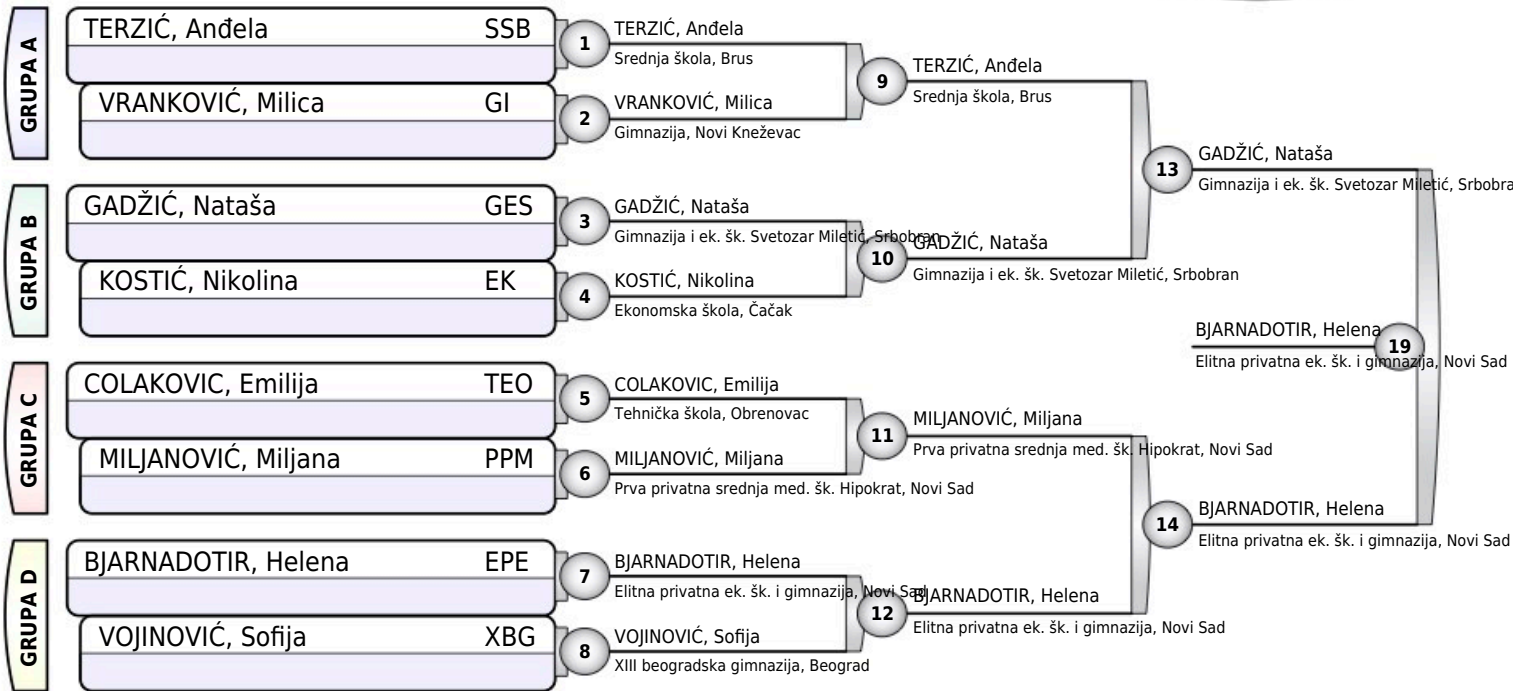 GRUPA A
TERZIĆ, Anđela SSB
VRANKOVIĆ, Milica GI
1
TERZIĆ, Anđela
Srednja škola, Brus
2
VRANKOVIĆ, Milica
Gimnazija, Novi Kneževac
9
TERZIĆ, Anđela
Srednja škola, Brus
GRUPA B
GADŽIĆ, Nataša GES
KOSTIĆ, Nikolina EK
3
GADŽIĆ, Nataša
Gimnazija i ek. šk. Svetozar Miletić, Srbobran
4
KOSTIĆ, Nikolina
Ekonomska škola, Čačak
10
GADŽIĆ, Nataša
Gimnazija i ek. šk. Svetozar Miletić, Srbobran
13
GADŽIĆ, Nataša
Gimnazija i ek. šk. Svetozar Miletić, Srbobra
GRUPA C
COLAKOVIC, Emilija TEO
MILJANOVIĆ, Miljana PPM
5
COLAKOVIC, Emilija
Tehnička škola, Obrenovac
6
MILJANOVIĆ, Miljana
Prva privatna srednja med. šk. Hipokrat, Novi Sad
11
MILJANOVIĆ, Miljana
Prva privatna srednja med. šk. Hipokrat, Novi Sad
GRUPA D
BJARNADOTIR, Helena EPE
VOJINOVIĆ, Sofija XBG
7
BJARNADOTIR, Helena
Elitna privatna ek. šk. i gimnazija, Novi Sad
8
VOJINOVIĆ, Sofija
XIII beogradska gimnazija, Beograd
12
BJARNADOTIR, Helena
Elitna privatna ek. šk. i gimnazija, Novi Sad
14
BJARNADOTIR, Helena
Elitna privatna ek. šk. i gimnazija, Novi Sad
BJARNADOTIR, Helena
19
Elitna privatna ek. šk. i gimnazija, Novi Sad